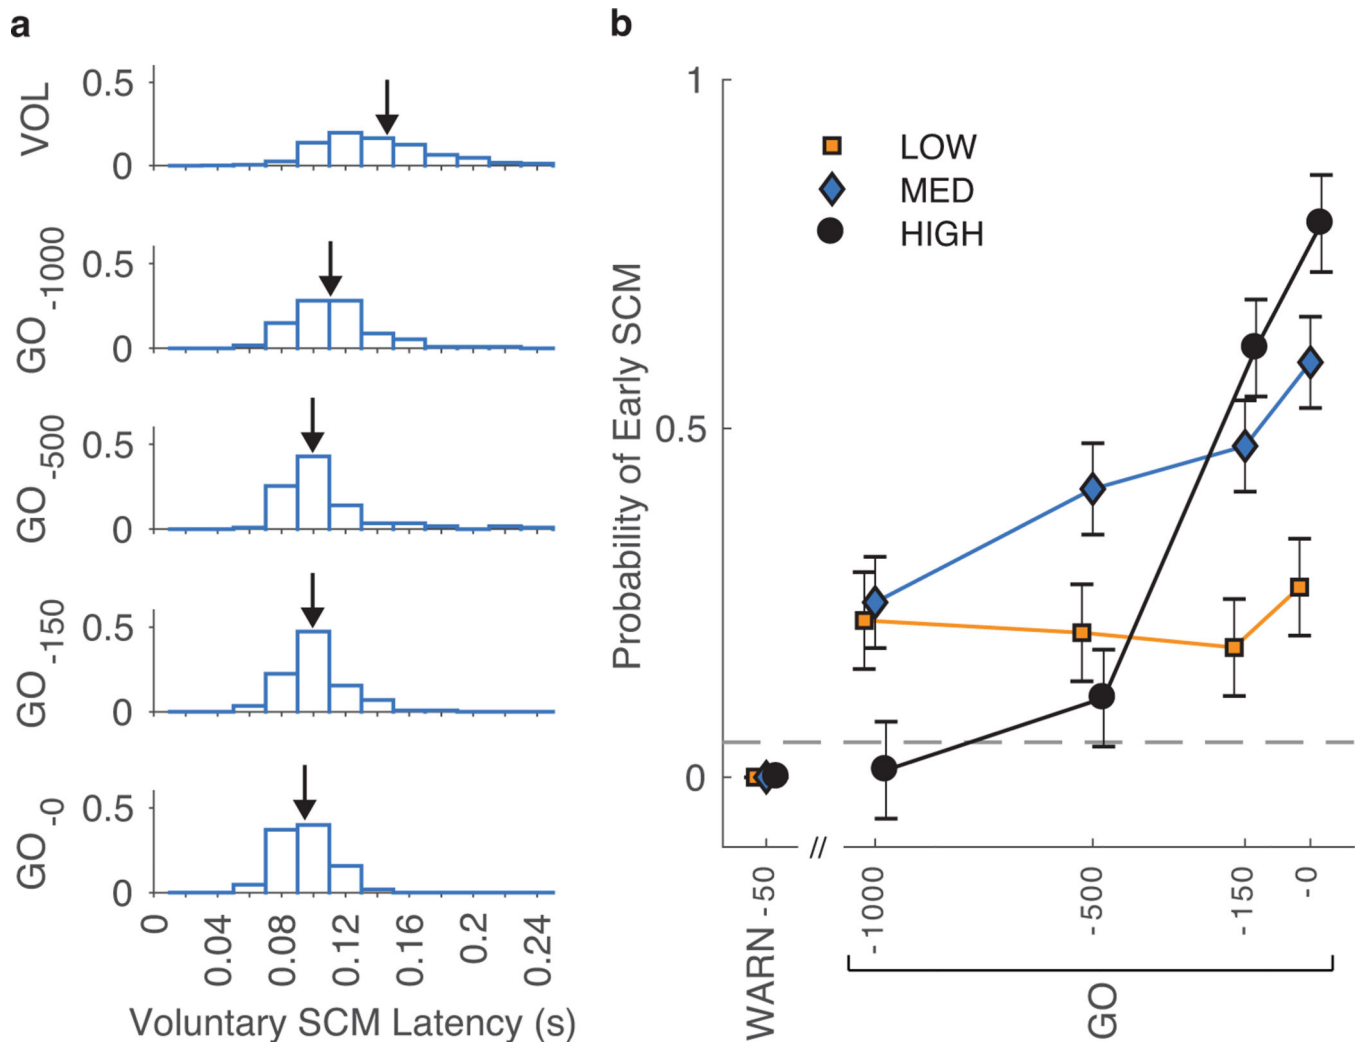 a
VOL
0.5
0
GO -1000
0.5
0
GO -500
0.5
0
GO -150
0.5
0
GO -0
0.5
0
0 0.04 0.08 0.12 0.16 0.2 0.24
Voluntary SCM Latency (s)
b
Probability of Early SCM
1
0.5
0
LOW
MED
HIGH
//
WARN -50 -1000 -500 -150 -0
GO